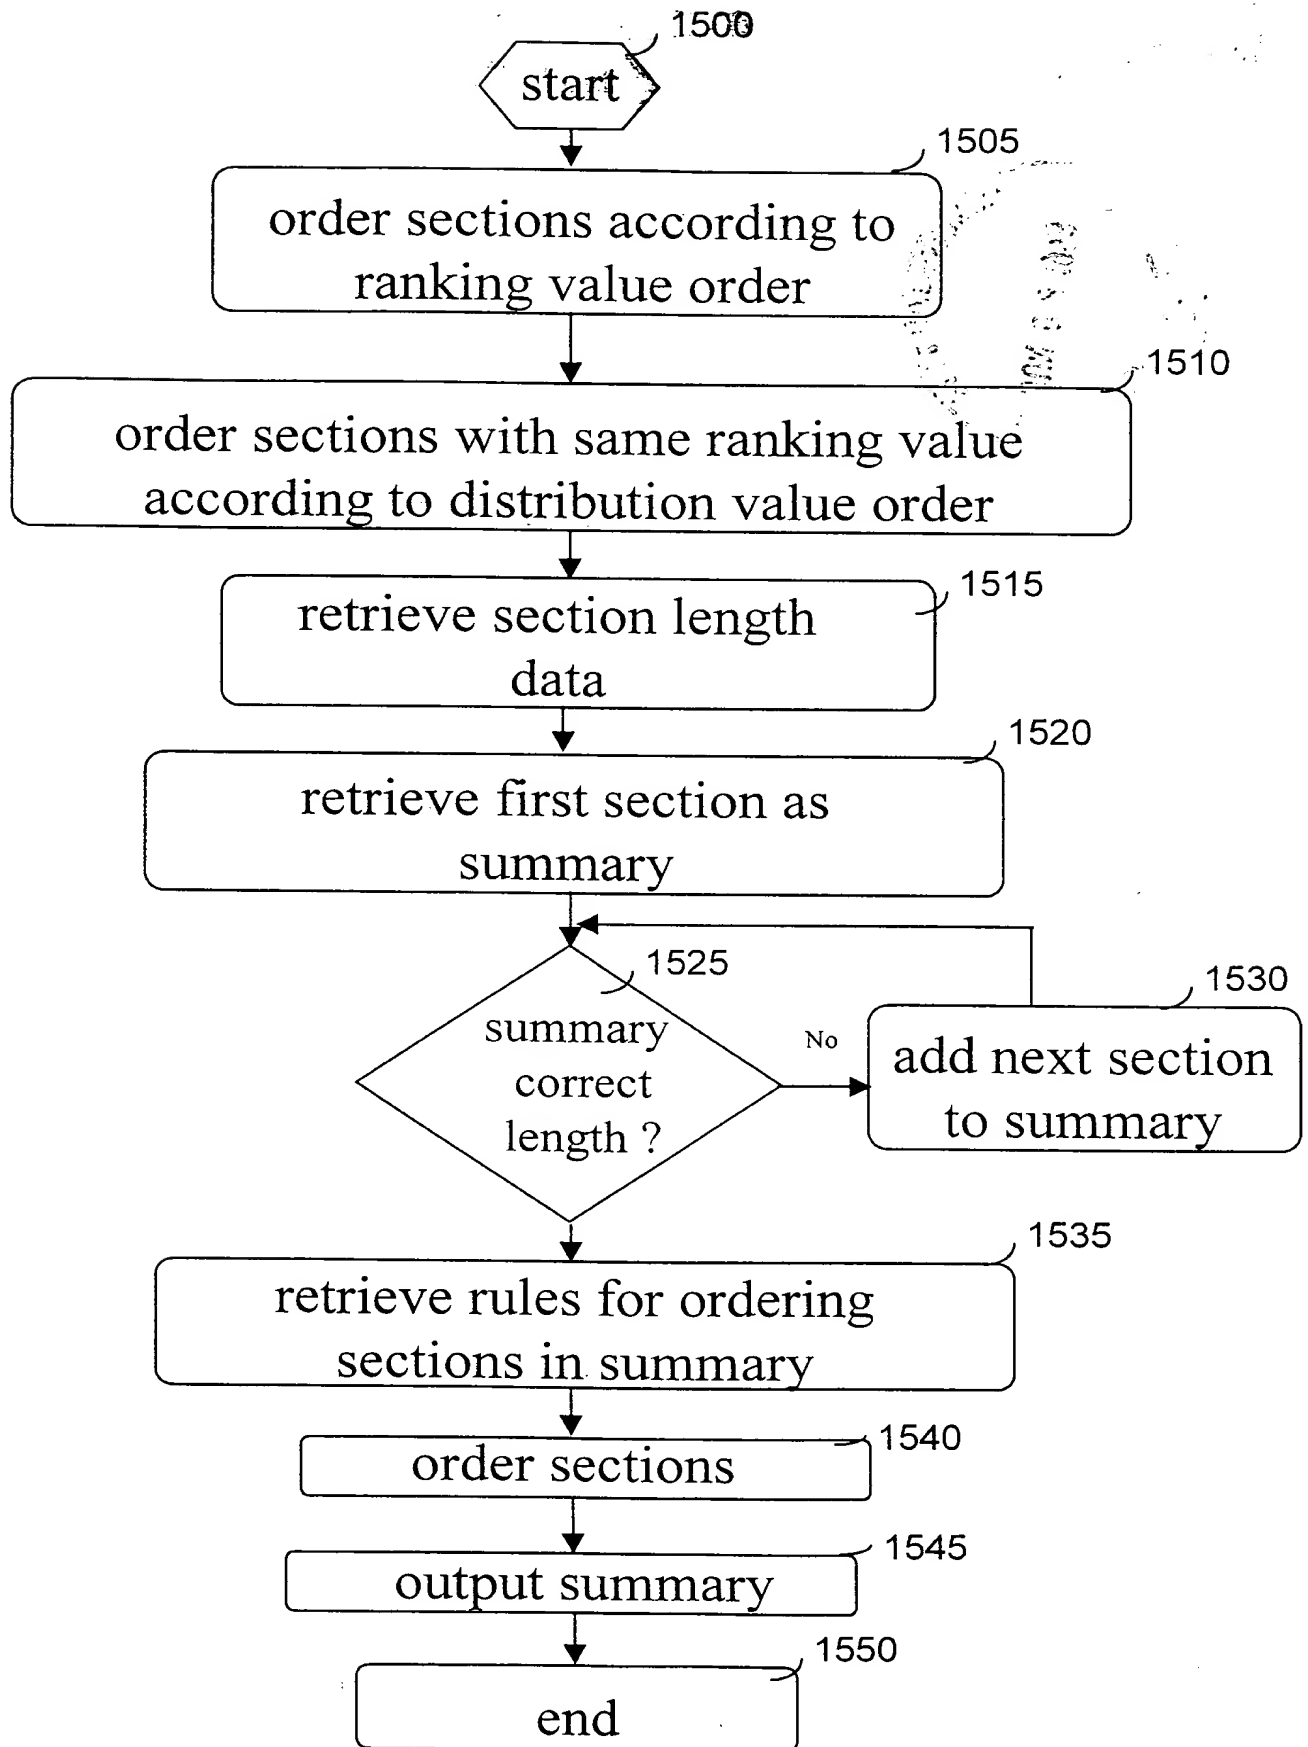 1500
start
1505
order sections according to
ranking value order
1510
order sections with same ranking value
according to distribution value order
1515
retrieve section length
data
1520
retrieve first section as
summary
1525
summary
correct
length ?
No
1530
add next section
to summary
1535
retrieve rules for ordering
sections in summary
1540
order sections
1545
output summary
1550
end